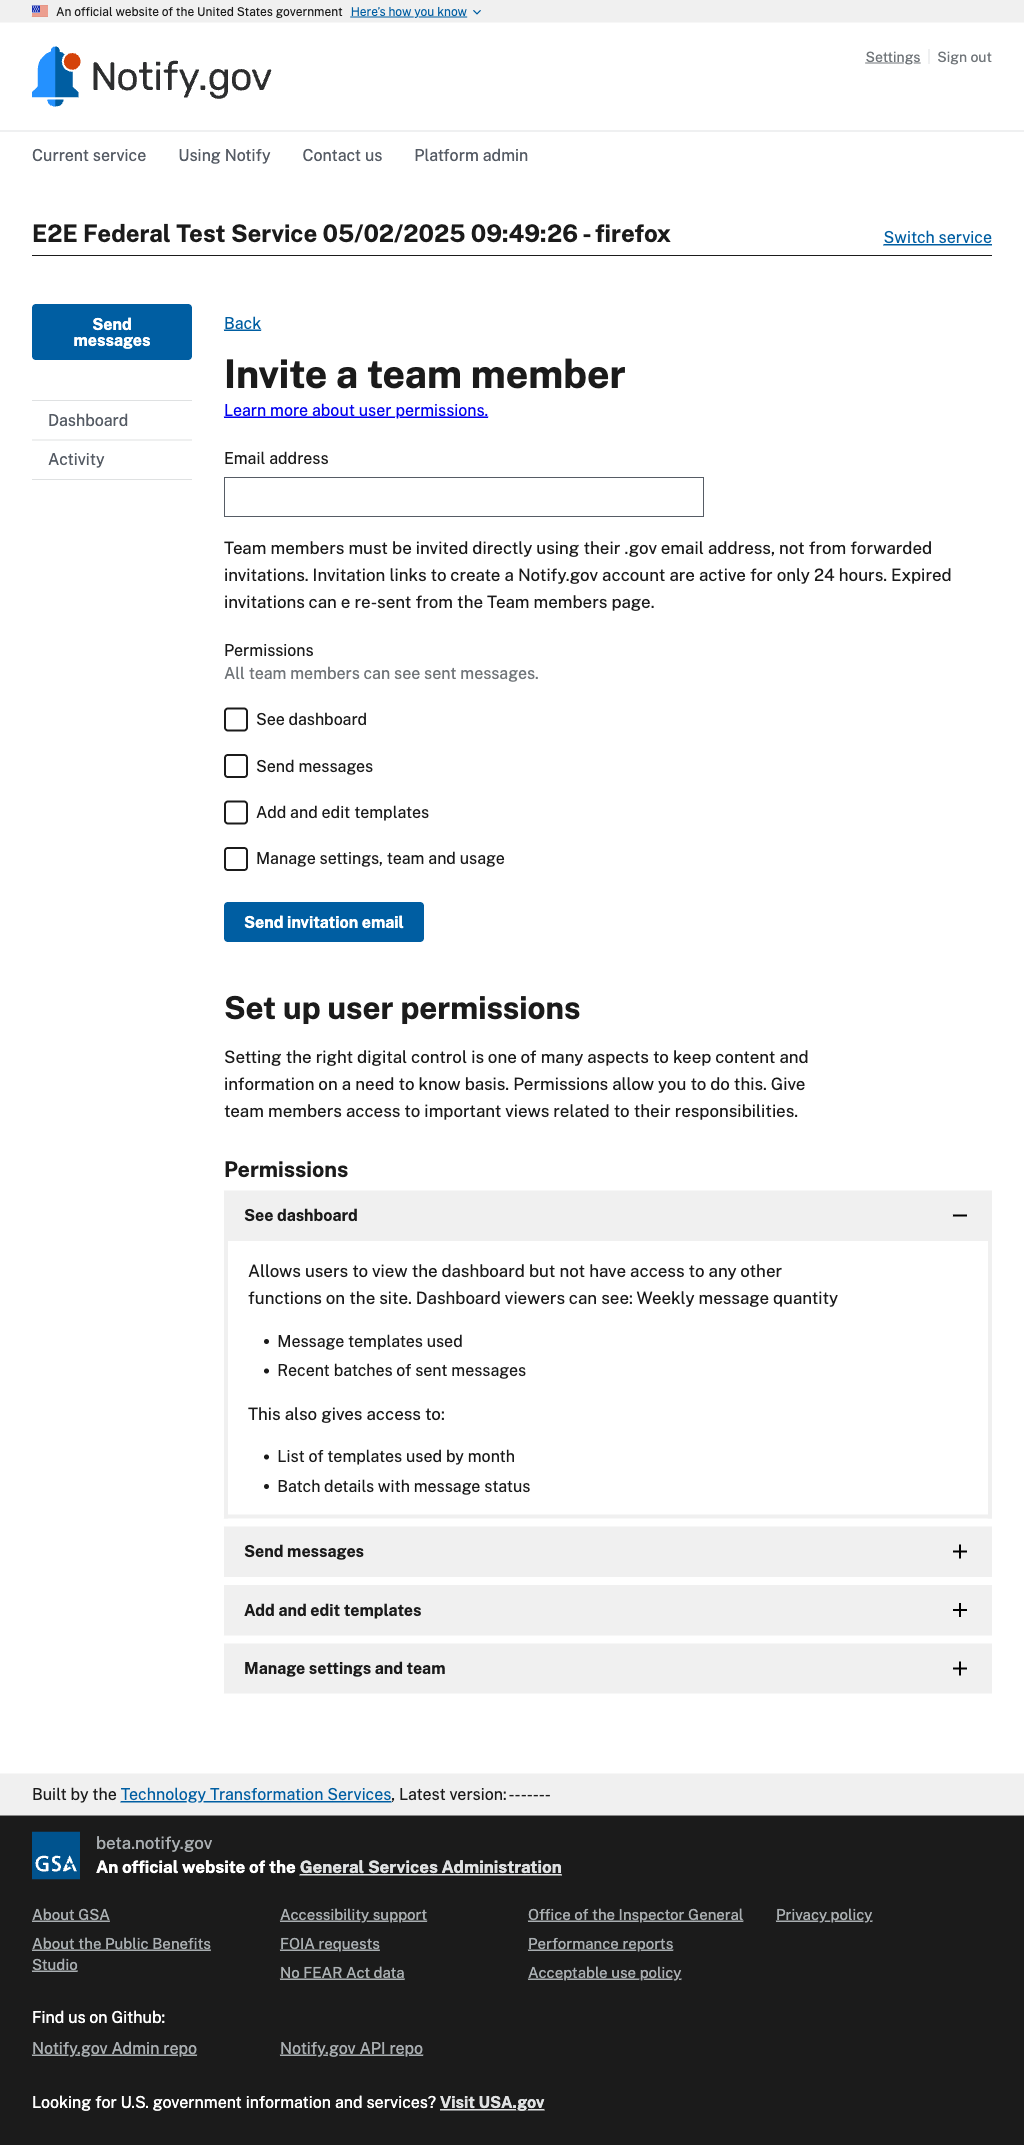 An official website of the United States government Here's how you know
Notify.gov
Settings Sign out
Current service Using Notify Contact us Platform admin
E2E Federal Test Service 05/02/2025 09:49:26 - firefox
Switch service
Send
messages
Dashboard
Activity
Back
Invite a team member
Learn more about user permissions.
Email address
Team members must be invited directly using their .gov email address, not from forwarded
invitations. Invitation links to create a Notify.gov account are active for only 24 hours. Expired
invitations can e re-sent from the Team members page.
Permissions
All team members can see sent messages.
See dashboard
Send messages
Add and edit templates
Manage settings, team and usage
Send invitation email
Set up user permissions
Setting the right digital control is one of many aspects to keep content and
information on a need to know basis. Permissions allow you to do this. Give
team members access to important views related to their responsibilities.
Permissions
See dashboard
Allows users to view the dashboard but not have access to any other
functions on the site. Dashboard viewers can see: Weekly message quantity
• Message templates used
• Recent batches of sent messages
This also gives access to:
• List of templates used by month
• Batch details with message status
Send messages
Add and edit templates
Manage settings and team
Built by the Technology Transformation Services, Latest version: -------
GSA
beta.notify.gov
An official website of the General Services Administration
About GSA
About the Public Benefits
Studio
Accessibility support
FOIA requests
No FEAR Act data
Office of the Inspector General
Performance reports
Acceptable use policy
Privacy policy
Find us on Github:
Notify.gov Admin repo Notify.gov API repo
Looking for U.S. government information and services? Visit USA.gov